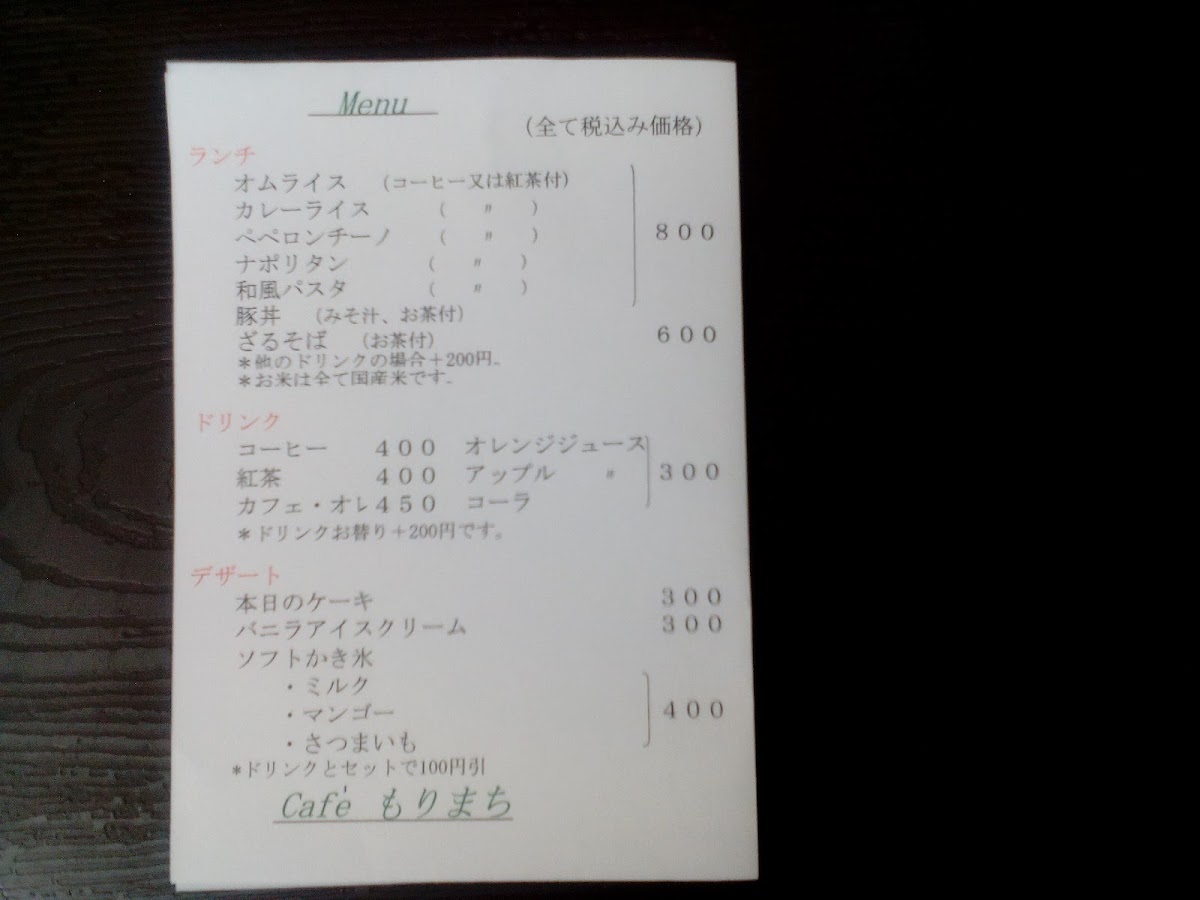 Menu
(全て税込み価格)
ランチ
オムライス (コーヒー又は紅茶付)
カレーライス ( 〃 )
ペペロンチーノ ( 〃 ) 800
ナポリタン ( 〃 )
和風パスタ ( 〃 )
豚丼 (みそ汁、お茶付)
ざるそば (お茶付) 600
*他のドリンクの場合+200円。
*お米は全て国産米です。
ドリンク
コーヒー 400 オレンジジュース
紅茶 400 アップル 〃 300
カフェ・オレ450 コーラ
*ドリンクお替り+200円です。
デザート
本日のケーキ 300
バニラアイスクリーム 300
ソフトかき氷
・ミルク
・マンゴー 400
・さつまいも
*ドリンクとセットで100円引
Café もりまち